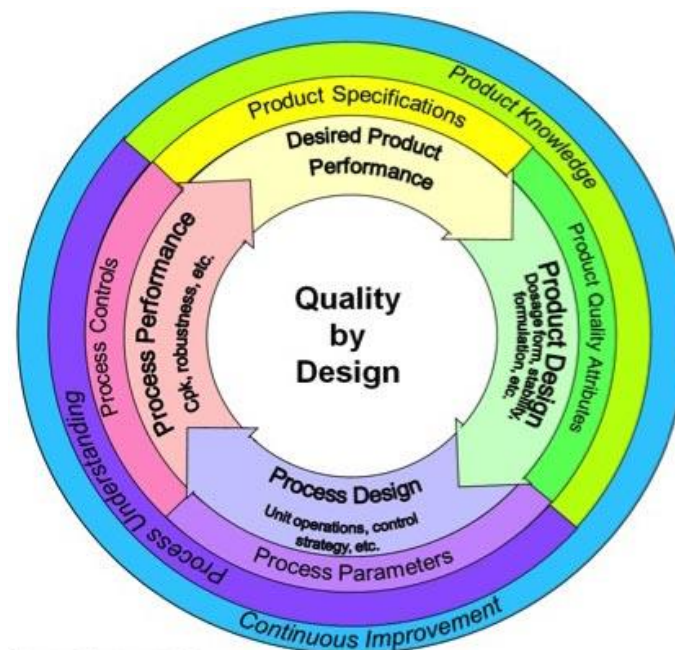 Product Knowledge
Product Specifications
Desired Product
Performance
Product Quality Attributes
Product Design
Dosage form, stability,
formulation, etc.
Quality
by
Design
Process Performance
Cpk, robustness, etc.
Process Controls
Process Understanding
Process Design
Unit operations, control
strategy, etc.
Process Parameters
Continuous Improvement